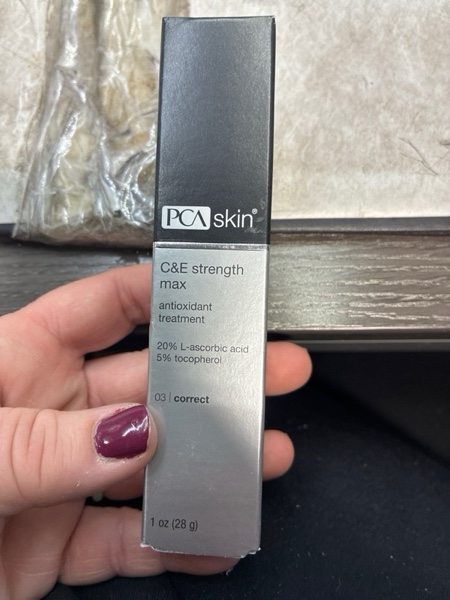 PCA skin®
C&E strength
max
antioxidant
treatment
20% L-ascorbic acid
5% tocopherol
03 | correct
1 oz (28 g)